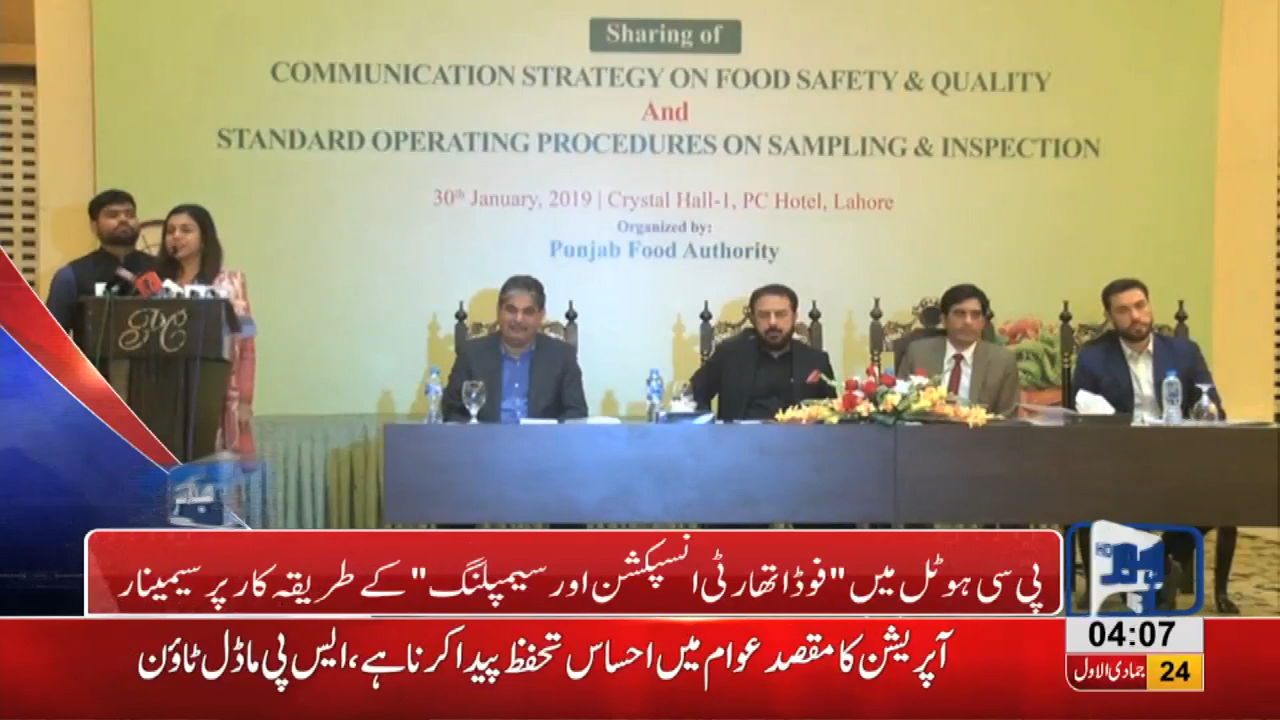 Sharing of
COMMUNICATION STRATEGY ON FOOD SAFETY & QUALITY
And
STANDARD OPERATING PROCEDURES ON SAMPLING & INSPECTION
30th January, 2019 | Crystal Hall-1, PC Hotel, Lahore
Organized by:
Punjab Food Authority
پی سی ہوٹل میں "فوڈ اتھارٹی انسپکشن اور سیمپلنگ" کے طریقہ کار پر سیمینار
HD
04:07
آپریشن کا مقصد عوام میں احساس تحفظ پیدا کرنا ہے، ایس پی ماڈل ٹاؤن
24 جمادی الاول